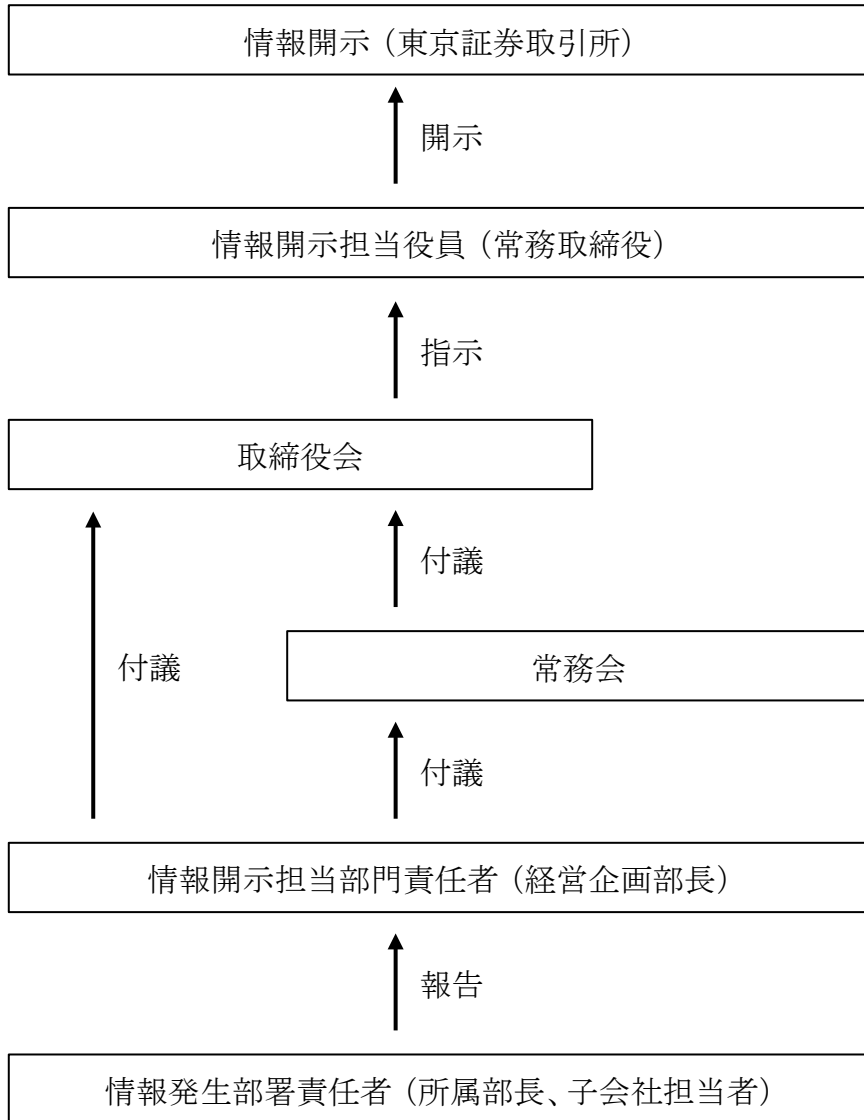 情報開示（東京証券取引所）
開示
情報開示担当役員（常務取締役）
指示
取締役会
付議
付議
常務会
付議
情報開示担当部門責任者（経営企画部長）
報告
情報発生部署責任者（所属部長、子会社担当者）